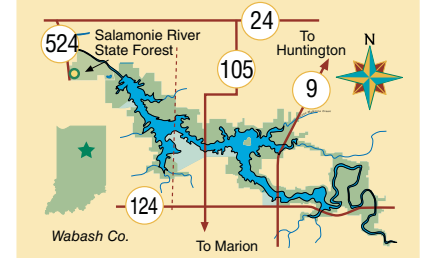 24
524
Salamonie River
State Forest
To
Huntington
N
105
9
124
Wabash Co.
To Marion